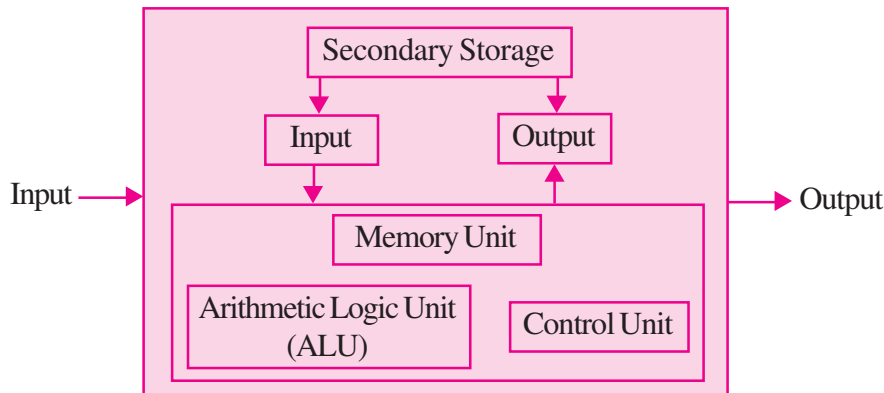 Secondary Storage
Input
Output
Input
Output
Memory Unit
Arithmetic Logic Unit
(ALU)
Control Unit